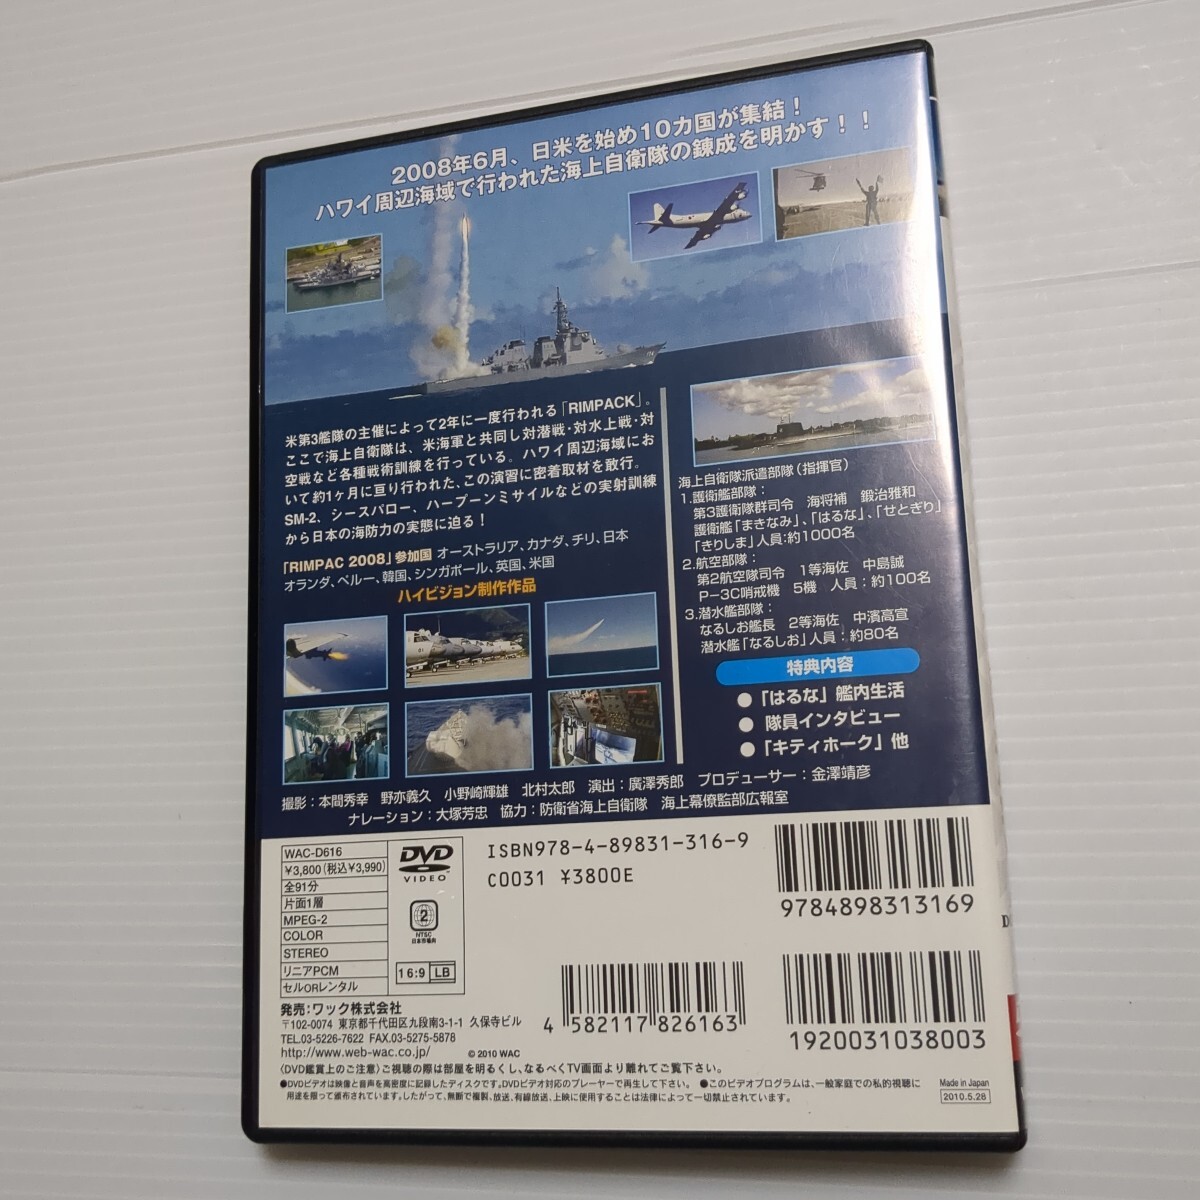 2008年6月、日米を始め10カ国が集結！
ハワイ周辺海域で行われた海上自衛隊の錬成を明かす！！
米第3艦隊の主催によって2年に一度行われる「RIMPACK」。
ここで海上自衛隊は、米海軍と共同し対潜戦・対水上戦・対
空戦など各種戦術訓練を行っている。ハワイ周辺海域にお
いて約1ヶ月に亘り行われた、この演習に密着取材を敢行。
SM-2、シースパロー、ハープーンミサイルなどの実射訓練
から日本の海防力の実態に迫る！
「RIMPAC 2008」参加国 オーストラリア、カナダ、チリ、日本
オランダ、ペルー、韓国、シンガポール、英国、米国
ハイビジョン制作作品
海上自衛隊派遣部隊（指揮官）
1.護衛艦部隊：
第3護衛隊群司令 海将補 鍛治雅和
護衛艦「まきなみ」、「はるな」、「せとぎり」
「きりしま」人員:約1000名
2.航空部隊：
第2航空隊司令 1等海佐 中島誠
P-3C哨戒機 5機 人員：約100名
3.潜水艦部隊：
なるしお艦長 2等海佐 中濱高宣
潜水艦「なるしお」人員：約80名
特典内容
●「はるな」艦内生活
● 隊員インタビュー
●「キティホーク」他
撮影：本間秀幸 野亦義久 小野崎輝雄 北村太郎 演出：廣澤秀郎 プロデューサー：金澤靖彦
ナレーション：大塚芳忠 協力：防衛省海上自衛隊 海上幕僚監部広報室
WAC-D616
¥3,800（税込¥3,990）
全91分
片面1層
MPEG-2
COLOR
STEREO
リニアPCM
セルORレンタル
DVD
VIDEO
2
NTSC
日本市場向
16:9 LB
ISBN978-4-89831-316-9
C0031 ¥3800E
9784898313169
4 582117 826163
1920031038003
発売：ワック株式会社
〒102-0074 東京都千代田区九段南3-1-1 久保寺ビル
TEL.03-5226-7622 FAX.03-5275-5878
http://www.web-wac.co.jp/ © 2010 WAC
〈DVD鑑賞上のご注意〉ご視聴の際は部屋を明るくし、なるべくTV画面より離れてご覧下さい。
●DVDビデオは映像と音声を高密度に記録したディスクです。DVDビデオ対応のプレーヤーで再生して下さい。 ●このビデオプログラムは、一般家庭での私的視聴に
用途を限って頒布されています。したがって、無断で複製、放送、有線放送、上映に使用することは法律によって一切禁止されています。
Made in Japan
2010.5.28